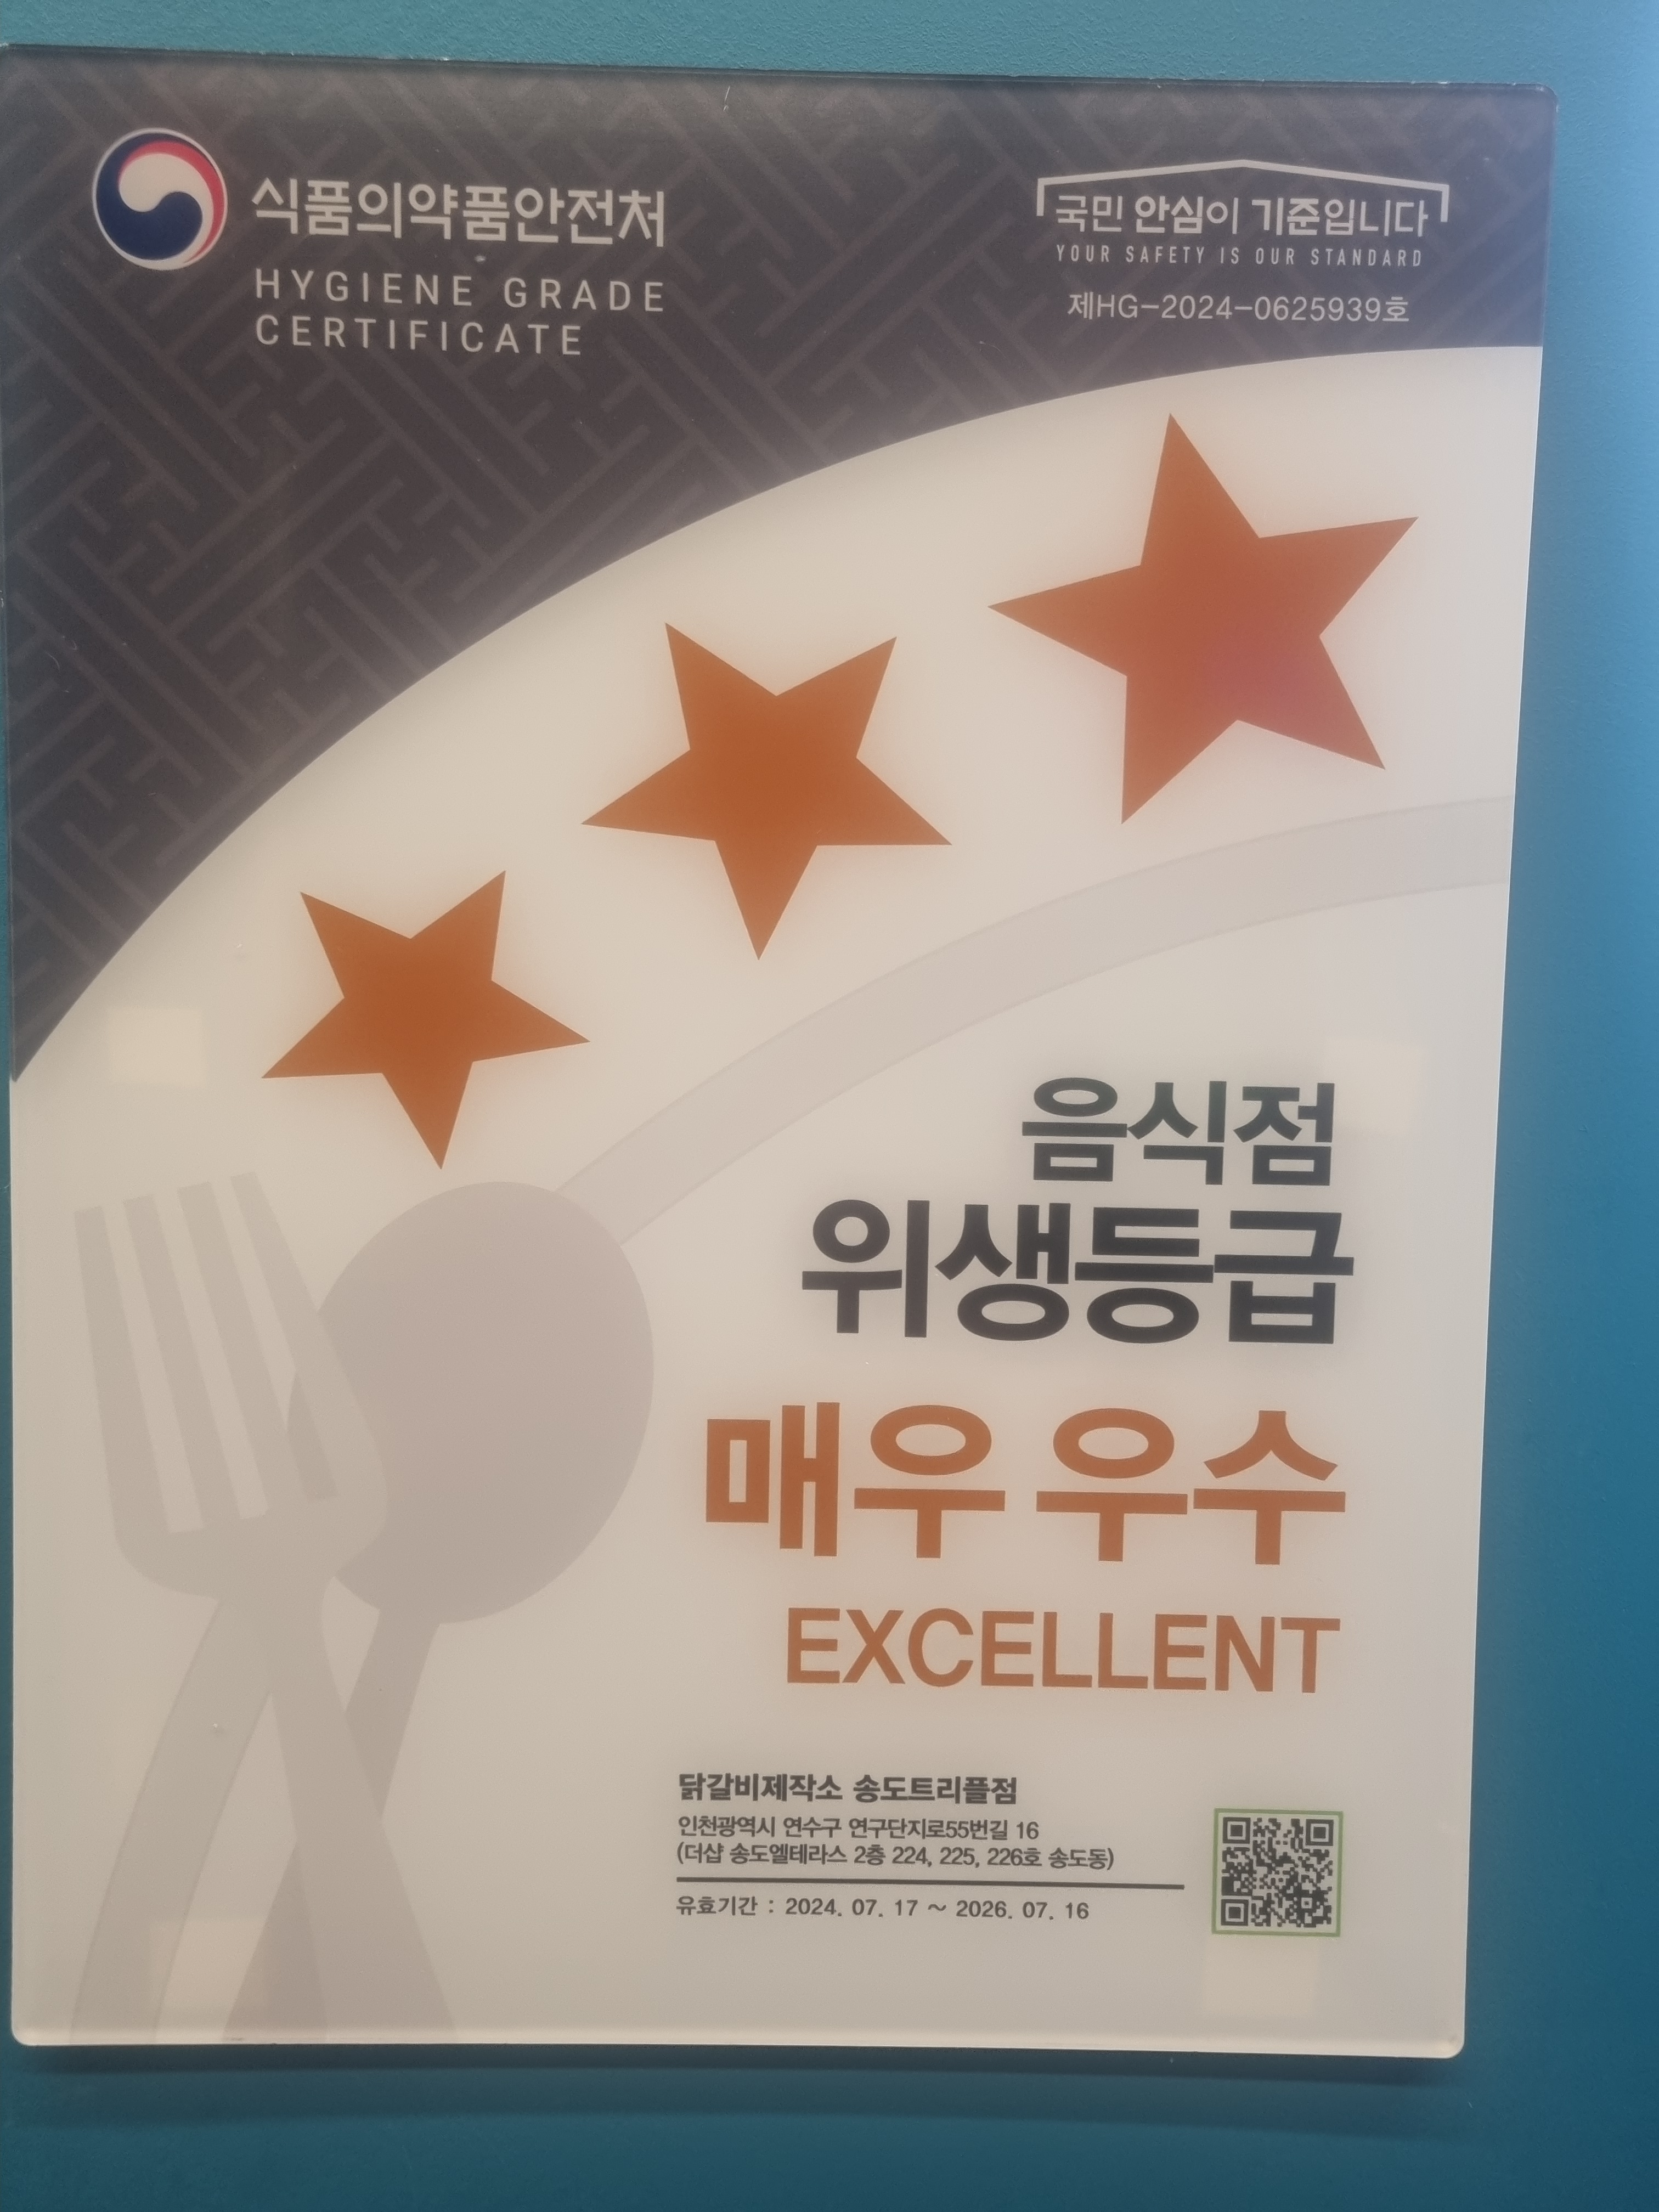 식품의약품안전처
HYGIENE GRADE
CERTIFICATE
국민 안심이 기준입니다
YOUR SAFETY IS OUR STANDARD
제HG-2024-0625939호
음식점
위생등급
매우 우수
EXCELLENT
닭갈비제작소 송도트리플점
인천광역시 연수구 연구단지로55번길 16
(더샵 송도엘테라스 2층 224, 225, 226호 송도동)
유효기간 : 2024. 07. 17 ~ 2026. 07. 16